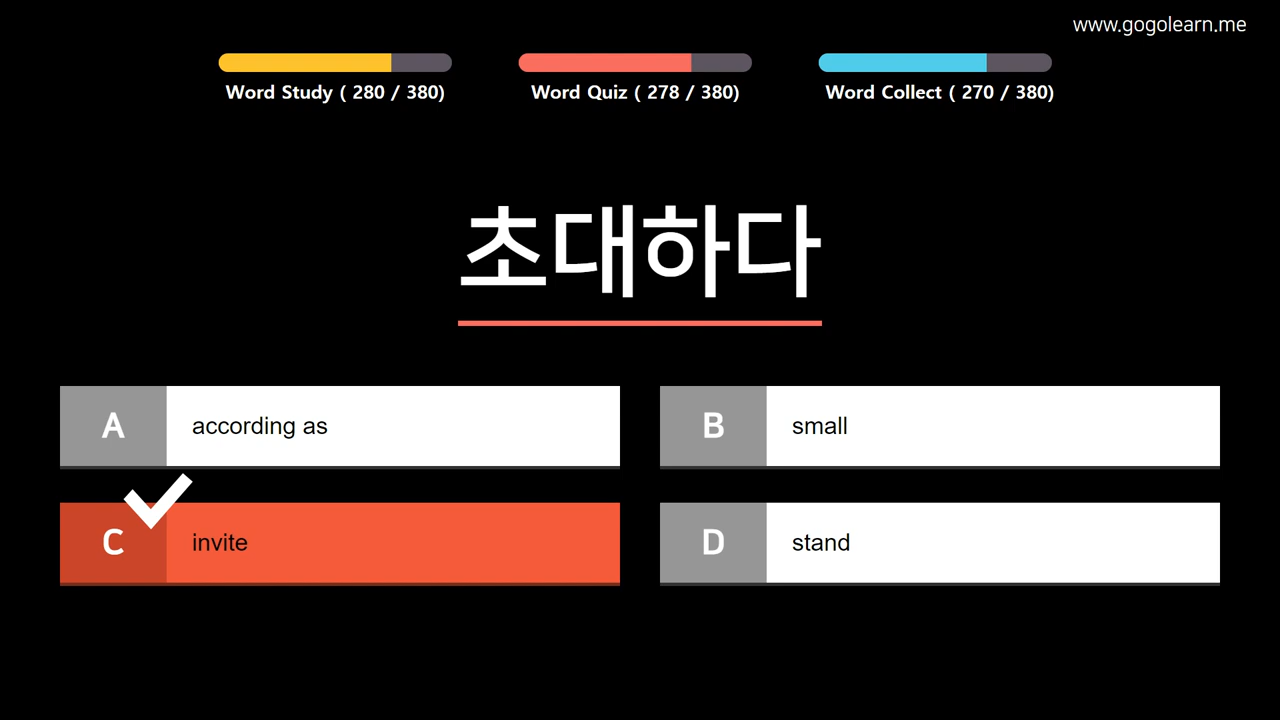 www.gogolearn.me
Word Study ( 280 / 380)
Word Quiz ( 278 / 380)
Word Collect ( 270 / 380)
초대하다
A according as
B small
C invite
D stand